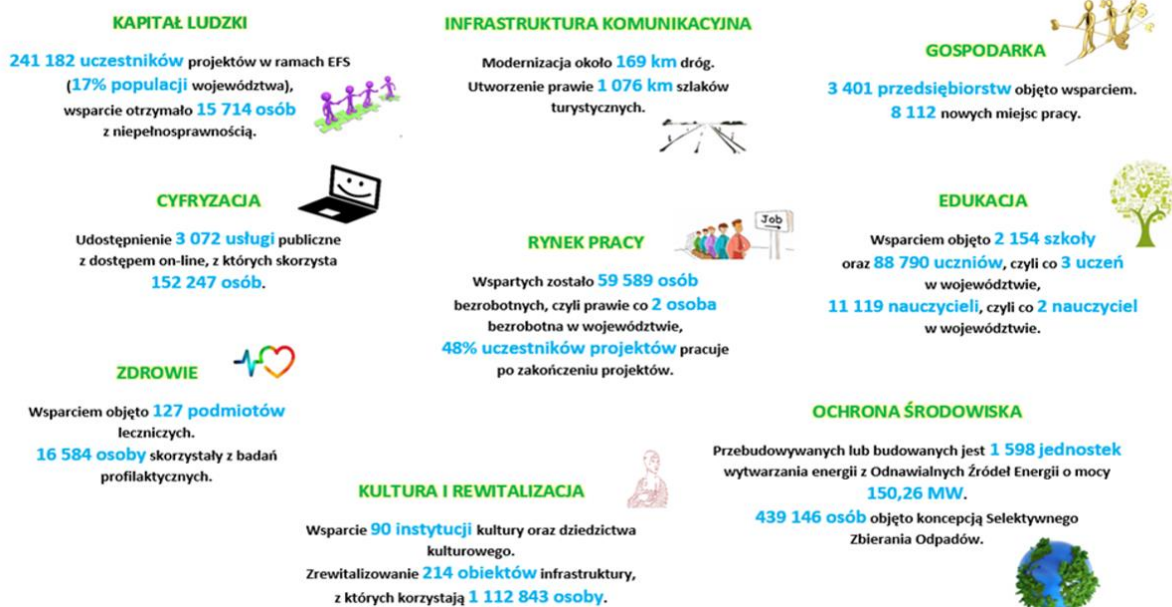 KAPITAŁ LUDZKI
241 182 uczestników projektów w ramach EFS
(17% populacji województwa),
wsparcie otrzymało 15 714 osób
z niepełnosprawnością.
INFRASTRUKTURA KOMUNIKACYJNA
Modernizacja około 169 km dróg.
Utworzenie prawie 1 076 km szlaków
turystycznych.
GOSPODARKA
3 401 przedsiębiorstw objęto wsparciem.
8 112 nowych miejsc pracy.
CYFRYZACJA
Udostępnienie 3 072 usługi publiczne
z dostępem on-line, z których skorzysta
152 247 osób.
RYNEK PRACY
Job
Wspartych zostało 59 589 osób
bezrobotnych, czyli prawie co 2 osoba
bezrobotna w województwie,
48% uczestników projektów pracuje
po zakończeniu projektów.
EDUKACJA
Wsparciem objęto 2 154 szkoły
oraz 88 790 uczniów, czyli co 3 uczeń
w województwie,
11 119 nauczycieli, czyli co 2 nauczyciel
w województwie.
ZDROWIE
Wsparciem objęto 127 podmiotów
leczniczych.
16 584 osoby skorzystały z badań
profilaktycznych.
KULTURA I REWITALIZACJA
Wsparcie 90 instytucji kultury oraz dziedzictwa
kulturowego.
Zrewitalizowanie 214 obiektów infrastruktury,
z których korzystają 1 112 843 osoby.
OCHRONA ŚRODOWISKA
Przebudowywanych lub budowanych jest 1 598 jednostek
wytwarzania energii z Odnawialnych Źródeł Energii o mocy
150,26 MW.
439 146 osób objęto koncepcją Selektywnego
Zbierania Odpadów.